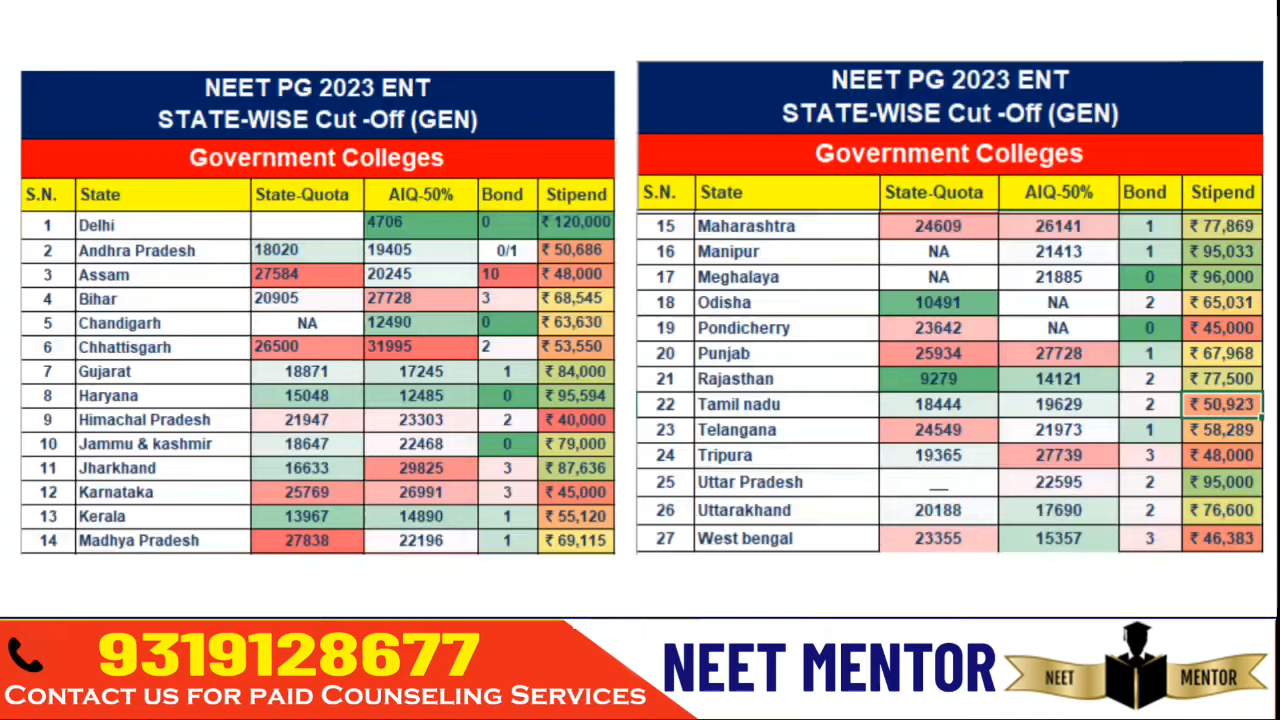 NEET PG 2023 ENT
STATE-WISE Cut -Off (GEN)
Government Colleges
S.N. State State-Quota AIQ-50% Bond Stipend
1 Delhi 4706 0 ₹ 120,000
2 Andhra Pradesh 18020 19405 0/1 ₹ 50,686
3 Assam 27584 20245 10 ₹ 48,000
4 Bihar 20905 27728 3 ₹ 68,545
5 Chandigarh NA 12490 0 ₹ 63,630
6 Chhattisgarh 26500 31995 2 ₹ 53,550
7 Gujarat 18871 17245 1 ₹ 84,000
8 Haryana 15048 12485 0 ₹ 95,594
9 Himachal Pradesh 21947 23303 2 ₹ 40,000
10 Jammu & kashmir 18647 22468 0 ₹ 79,000
11 Jharkhand 16633 29825 3 ₹ 87,636
12 Karnataka 25769 26991 3 ₹ 45,000
13 Kerala 13967 14890 1 ₹ 55,120
14 Madhya Pradesh 27838 22196 1 ₹ 69,115
NEET PG 2023 ENT
STATE-WISE Cut -Off (GEN)
Government Colleges
S.N. State State-Quota AIQ-50% Bond Stipend
15 Maharashtra 24609 26141 1 ₹ 77,869
16 Manipur NA 21413 1 ₹ 95,033
17 Meghalaya NA 21885 0 ₹ 96,000
18 Odisha 10491 NA 2 ₹ 65,031
19 Pondicherry 23642 NA 0 ₹ 45,000
20 Punjab 25934 27728 1 ₹ 67,968
21 Rajasthan 9279 14121 2 ₹ 77,500
22 Tamil nadu 18444 19629 2 ₹ 50,923
23 Telangana 24549 21973 1 ₹ 58,289
24 Tripura 19365 27739 3 ₹ 48,000
25 Uttar Pradesh __ 22595 2 ₹ 95,000
26 Uttarakhand 20188 17690 2 ₹ 76,600
27 West bengal 23355 15357 3 ₹ 46,383
9319128677
CONTACT US FOR PAID COUNSELING SERVICES
NEET MENTOR
NEET MENTOR